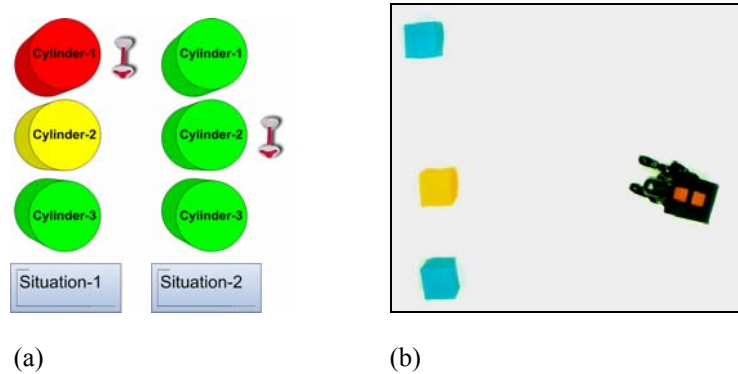 Cylinder-1
Cylinder-1
Cylinder-2
Cylinder-2
Cylinder-3
Cylinder-3
Situation-1
Situation-2
(a)
(b)